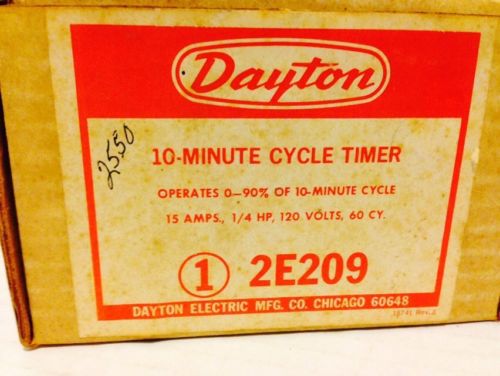 Dayton
2550
10-MINUTE CYCLE TIMER
OPERATES 0—90% OF 10-MINUTE CYCLE
15 AMPS., 1/4 HP, 120 VOLTS, 60 CY.
1 2E209
DAYTON ELECTRIC MFG. CO. CHICAGO 60648